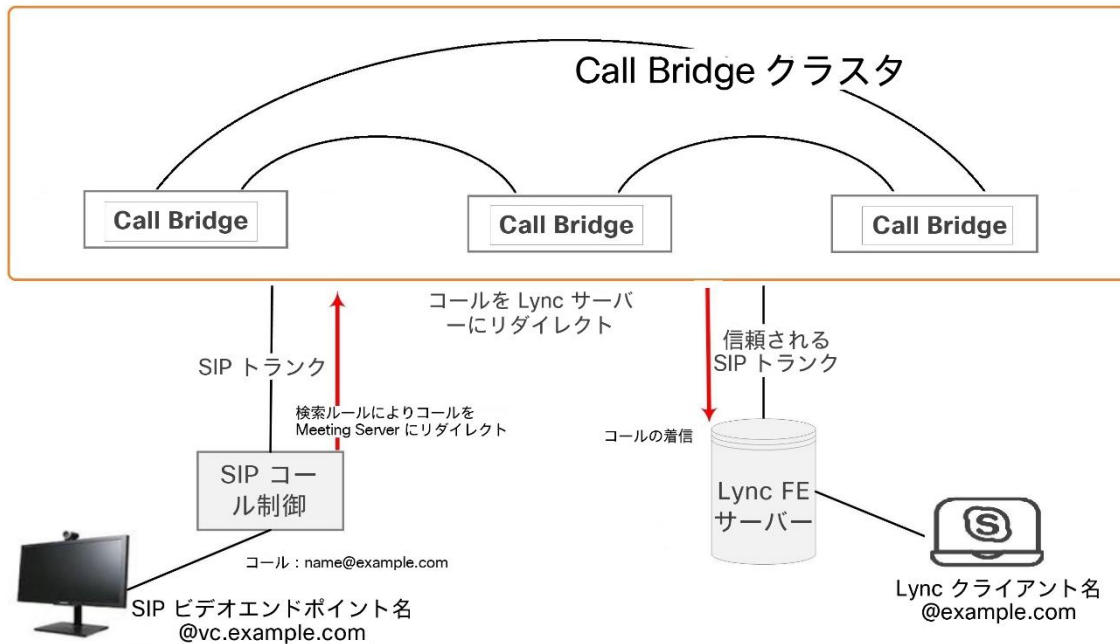 Call Bridge クラスタ
Call Bridge
Call Bridge
Call Bridge
コールを Lync サーバ
ーにリダイレクト
SIP トランク
信頼される
SIP トランク
検索ルールによりコールを
Meeting Server にリダイレクト
コールの着信
SIP コー
ル制御
Lync FE
サーバー
S
コール：name@example.com
SIP ビデオエンドポイント名
@vc.example.com
Lync クライアント名
@example.com